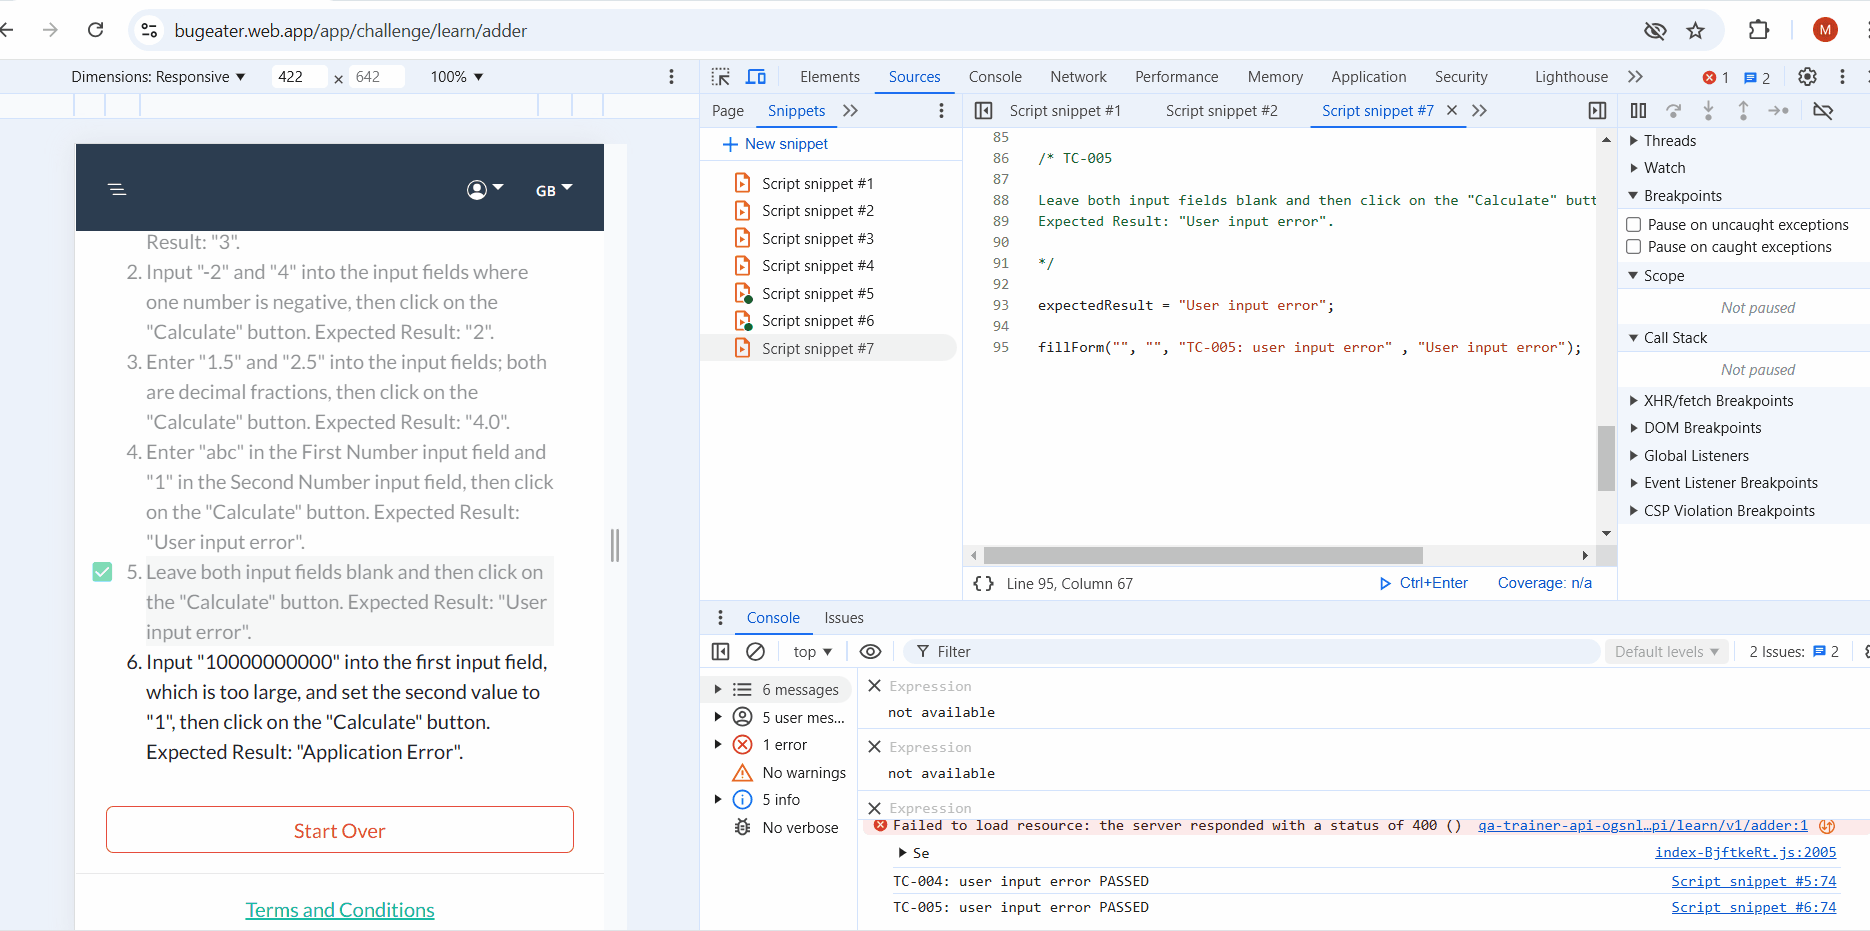 bugeater.web.app/app/challenge/learn/adder
M
Dimensions: Responsive ▼ 422 × 642 100% ▼
Elements Sources Console Network Performance Memory Application Security Lighthouse 1 2
Page Snippets
Script snippet #1 Script snippet #2 Script snippet #7
New snippet
Script snippet #1
Script snippet #2
Script snippet #3
Script snippet #4
Script snippet #5
Script snippet #6
Script snippet #7
GB
Result: "3".
2. Input "-2" and "4" into the input fields where
one number is negative, then click on the
"Calculate" button. Expected Result: "2".
3. Enter "1.5" and "2.5" into the input fields; both
are decimal fractions, then click on the
"Calculate" button. Expected Result: "4.0".
4. Enter "abc" in the First Number input field and
"1" in the Second Number input field, then click
on the "Calculate" button. Expected Result:
"User input error".
5. Leave both input fields blank and then click on
the "Calculate" button. Expected Result: "User
input error".
6. Input "10000000000" into the first input field,
which is too large, and set the second value to
"1", then click on the "Calculate" button.
Expected Result: "Application Error".
Start Over
Terms and Conditions
85
86 /* TC-005
87
88 Leave both input fields blank and then click on the "Calculate" butt
89 Expected Result: "User input error".
90
91 */
92
93 expectedResult = "User input error";
94
95 fillForm("", "", "TC-005: user input error" , "User input error");
{ } Line 95, Column 67 Ctrl+Enter Coverage: n/a
Threads
Watch
Breakpoints
Pause on uncaught exceptions
Pause on caught exceptions
Scope
Not paused
Call Stack
Not paused
XHR/fetch Breakpoints
DOM Breakpoints
Global Listeners
Event Listener Breakpoints
CSP Violation Breakpoints
Console Issues
top ▼ Filter Default levels ▼ 2 Issues: 2
6 messages
5 user mes...
1 error
No warnings
5 info
No verbose
Expression
not available
Expression
not available
Expression
Failed to load resource: the server responded with a status of 400 () qa-trainer-api-ogsnl…pi/learn/v1/adder:1
Se index-BjftkeRt.js:2005
TC-004: user input error PASSED Script snippet #5:74
TC-005: user input error PASSED Script snippet #6:74